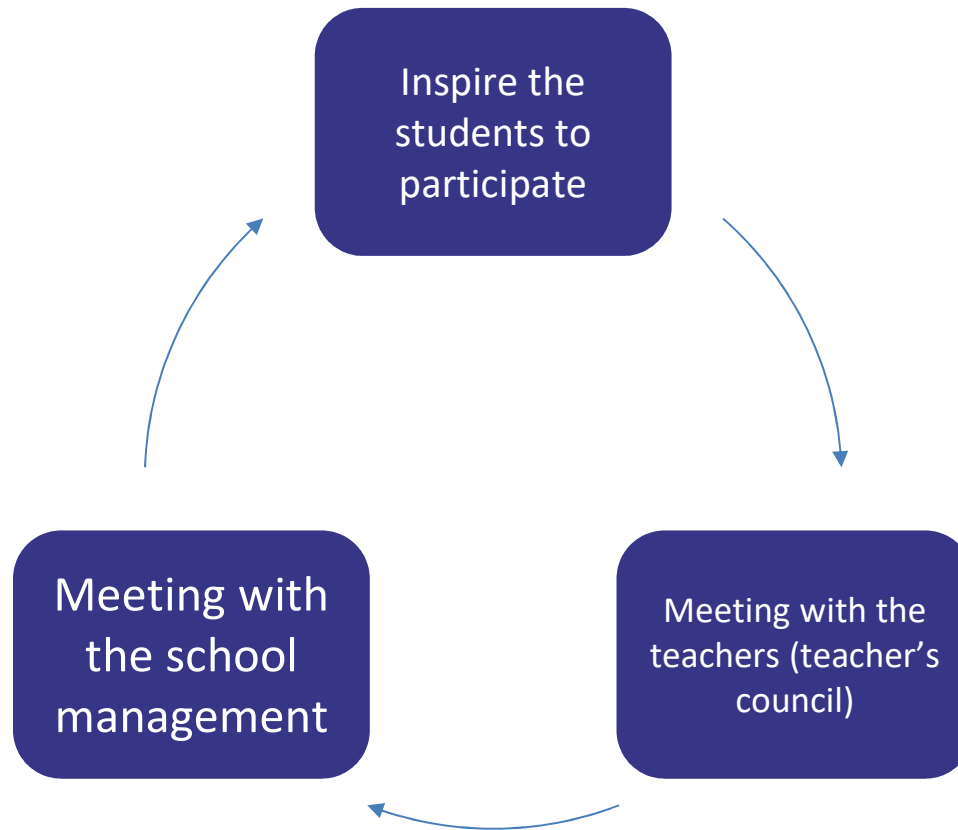 Inspire the
students to
participate
Meeting with
the school
management
Meeting with the
teachers (teacher’s
council)